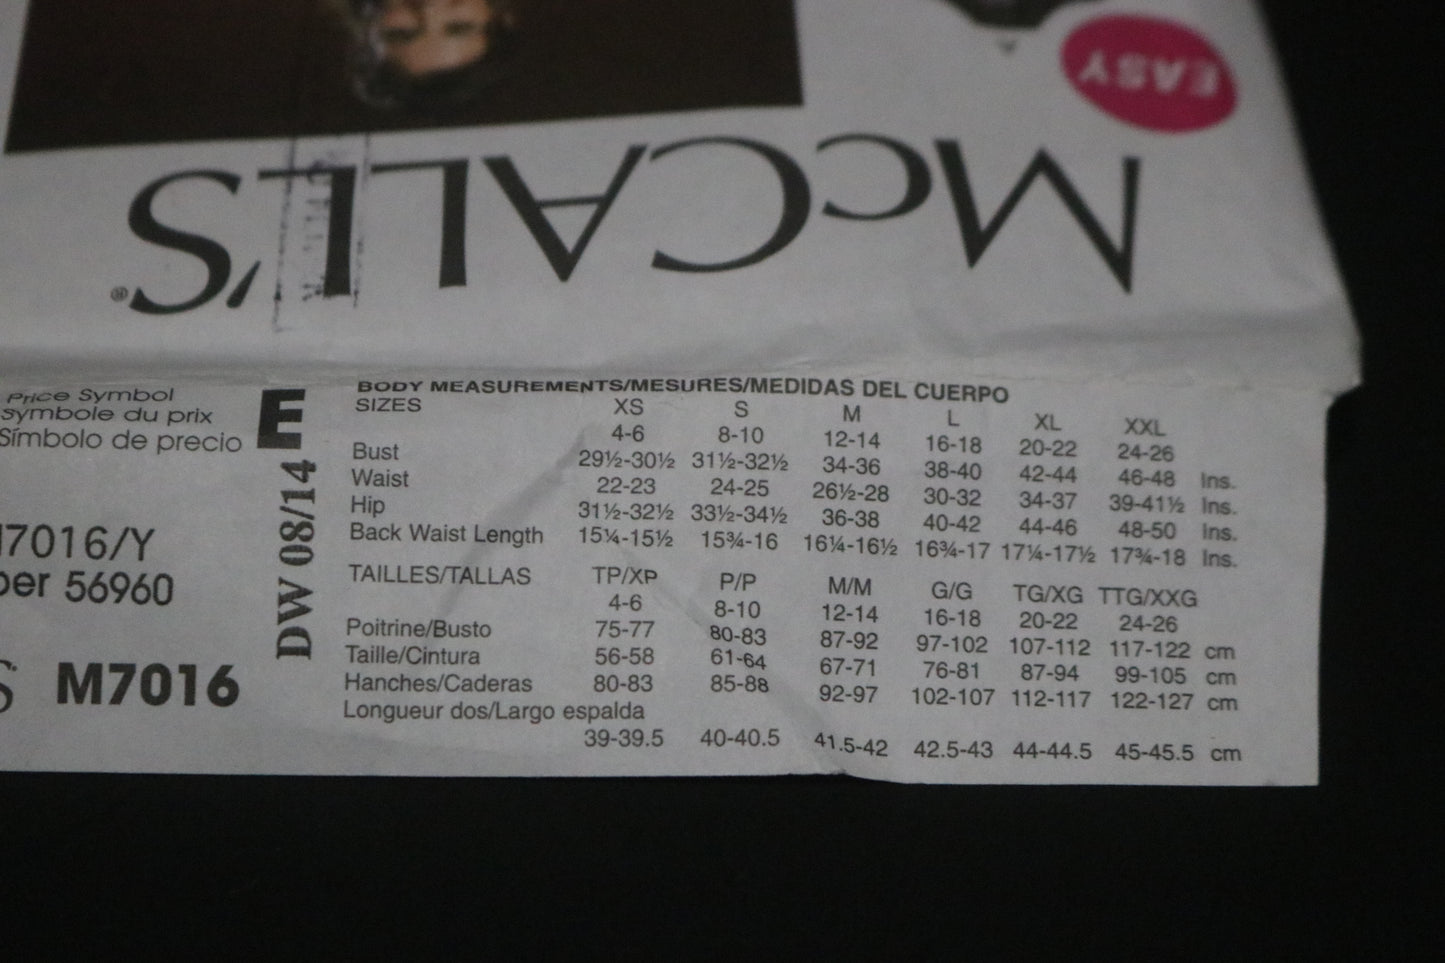 EASY
McCALL'S®
Price Symbol
symbole du prix
Símbolo de precio
E
DW 08/14
17016/Y
per 56960
S M7016
BODY MEASUREMENTS/MESURES/MEDIDAS DEL CUERPO
SIZES XS S M L XL XXL
4-6 8-10 12-14 16-18 20-22 24-26
Bust 29½-30½ 31½-32½ 34-36 38-40 42-44 46-48 Ins.
Waist 22-23 24-25 26½-28 30-32 34-37 39-41½ Ins.
Hip 31½-32½ 33½-34½ 36-38 40-42 44-46 48-50 Ins.
Back Waist Length 15¼-15½ 15¾-16 16¼-16½ 16¾-17 17¼-17½ 17¾-18 Ins.
TAILLES/TALLAS TP/XP P/P M/M G/G TG/XG TTG/XXG
4-6 8-10 12-14 16-18 20-22 24-26
Poitrine/Busto 75-77 80-83 87-92 97-102 107-112 117-122 cm
Taille/Cintura 56-58 61-64 67-71 76-81 87-94 99-105 cm
Hanches/Caderas 80-83 85-88 92-97 102-107 112-117 122-127 cm
Longueur dos/Largo espalda
39-39.5 40-40.5 41.5-42 42.5-43 44-44.5 45-45.5 cm